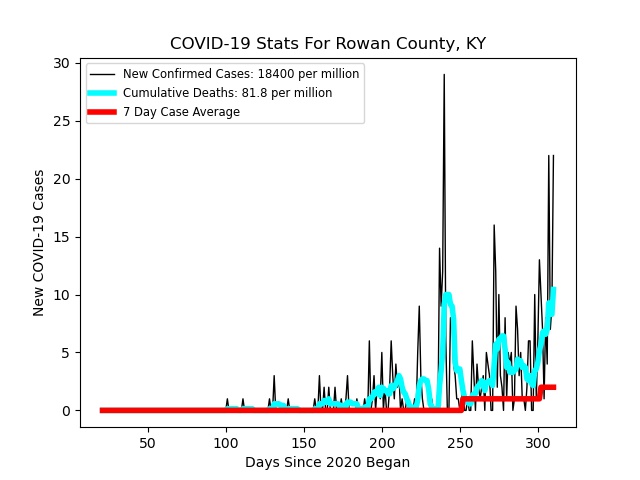 COVID-19 Stats For Rowan County, KY
New Confirmed Cases: 18400 per million
Cumulative Deaths: 81.8 per million
7 Day Case Average
New COVID-19 Cases
30
25
20
15
10
5
0
50 100 150 200 250 300
Days Since 2020 Began